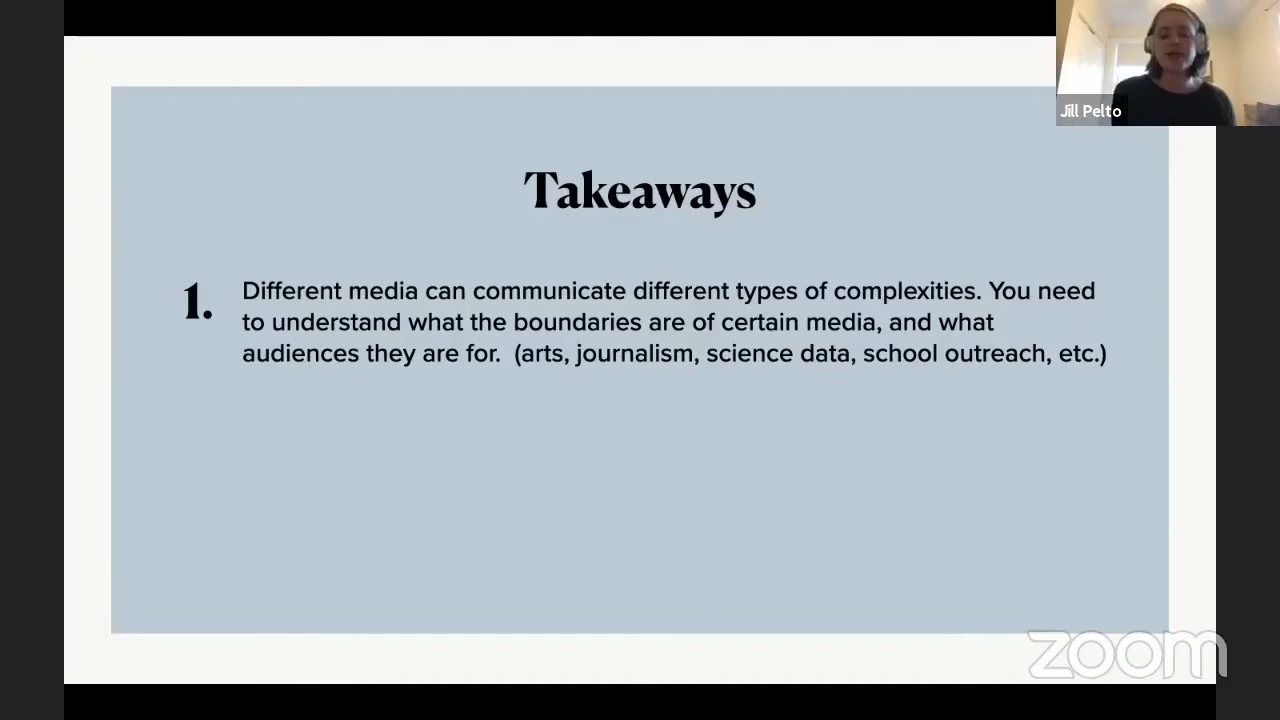 Jill Pelto
Takeaways
1.
Different media can communicate different types of complexities. You need
to understand what the boundaries are of certain media, and what
audiences they are for.  (arts, journalism, science data, school outreach, etc.)
zoom